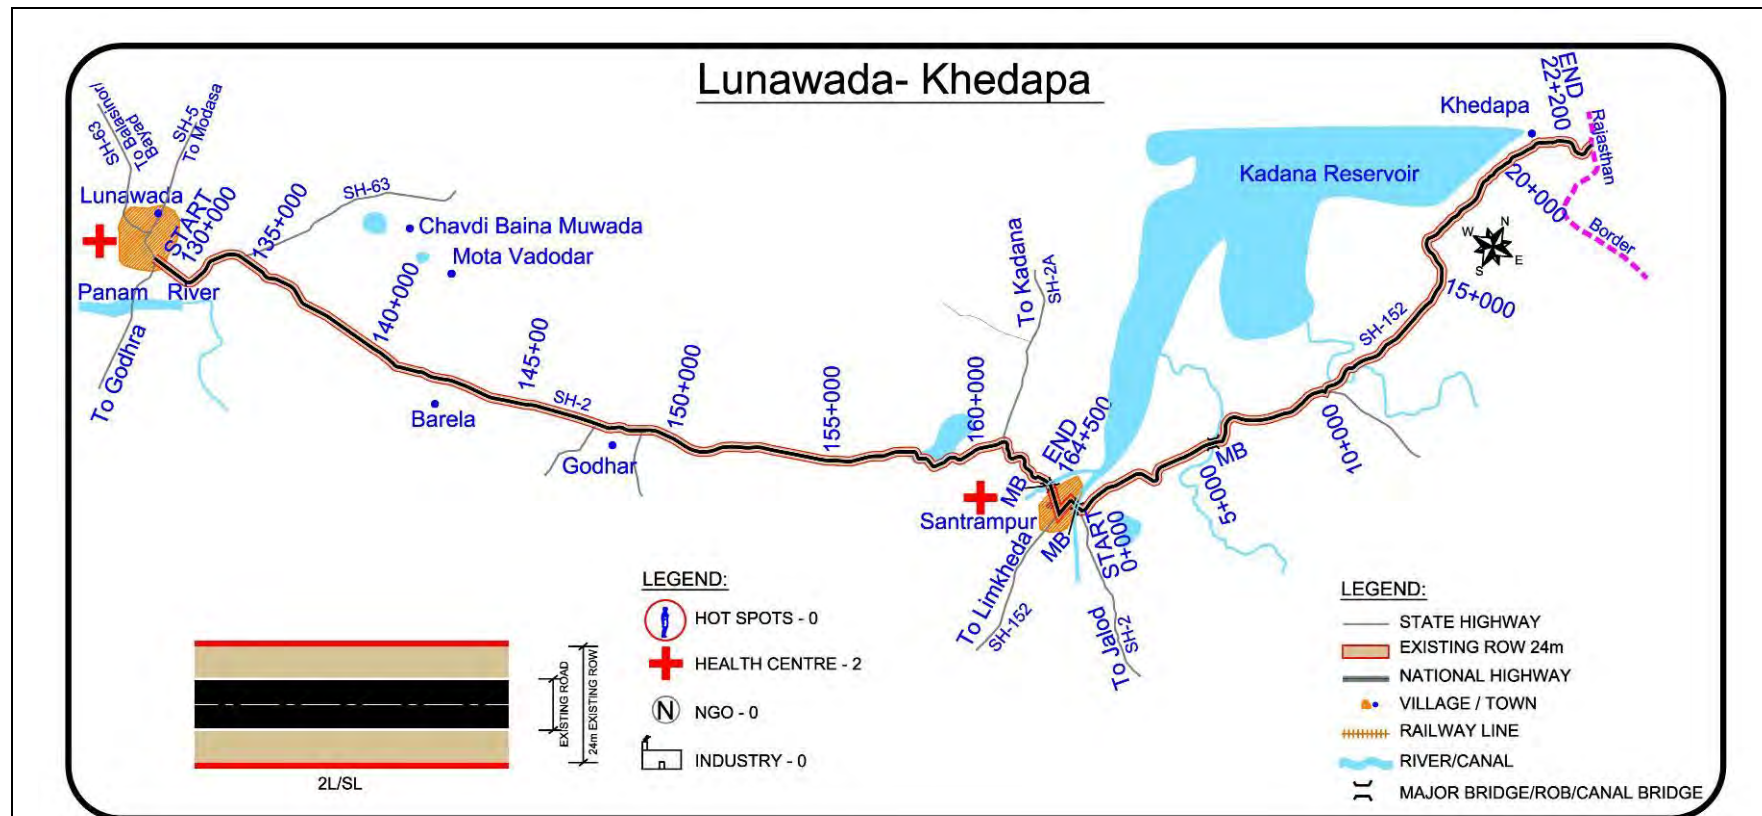 Lunawada- Khedapa
SH-63
To Balasinor/
Bayad
SH-5
To Modasa
Lunawada
START
130+000
135+000
SH-63
Chavdi Baina Muwada
Mota Vadodar
Panam River
To Godhra
140+000
Barela
145+00
SH-2
Godhar
150+000
155+000
160+000
To Kadana
SH-2A
END
164+500
MB
Santrampur
MB
START
0+000
To Limkheda
SH-152
To Jalod
SH-2
5+000
MB
10+000
SH-152
15+000
Kadana Reservoir
20+000
Khedapa
END
22+200
Rajasthan
Border
N
W
E
S
EXISTING ROAD
24m EXISTING ROW
2L/SL
LEGEND:
HOT SPOTS - 0
HEALTH CENTRE - 2
N
NGO - 0
INDUSTRY - 0
LEGEND:
STATE HIGHWAY
EXISTING ROW 24m
NATIONAL HIGHWAY
VILLAGE / TOWN
RAILWAY LINE
RIVER/CANAL
MAJOR BRIDGE/ROB/CANAL BRIDGE